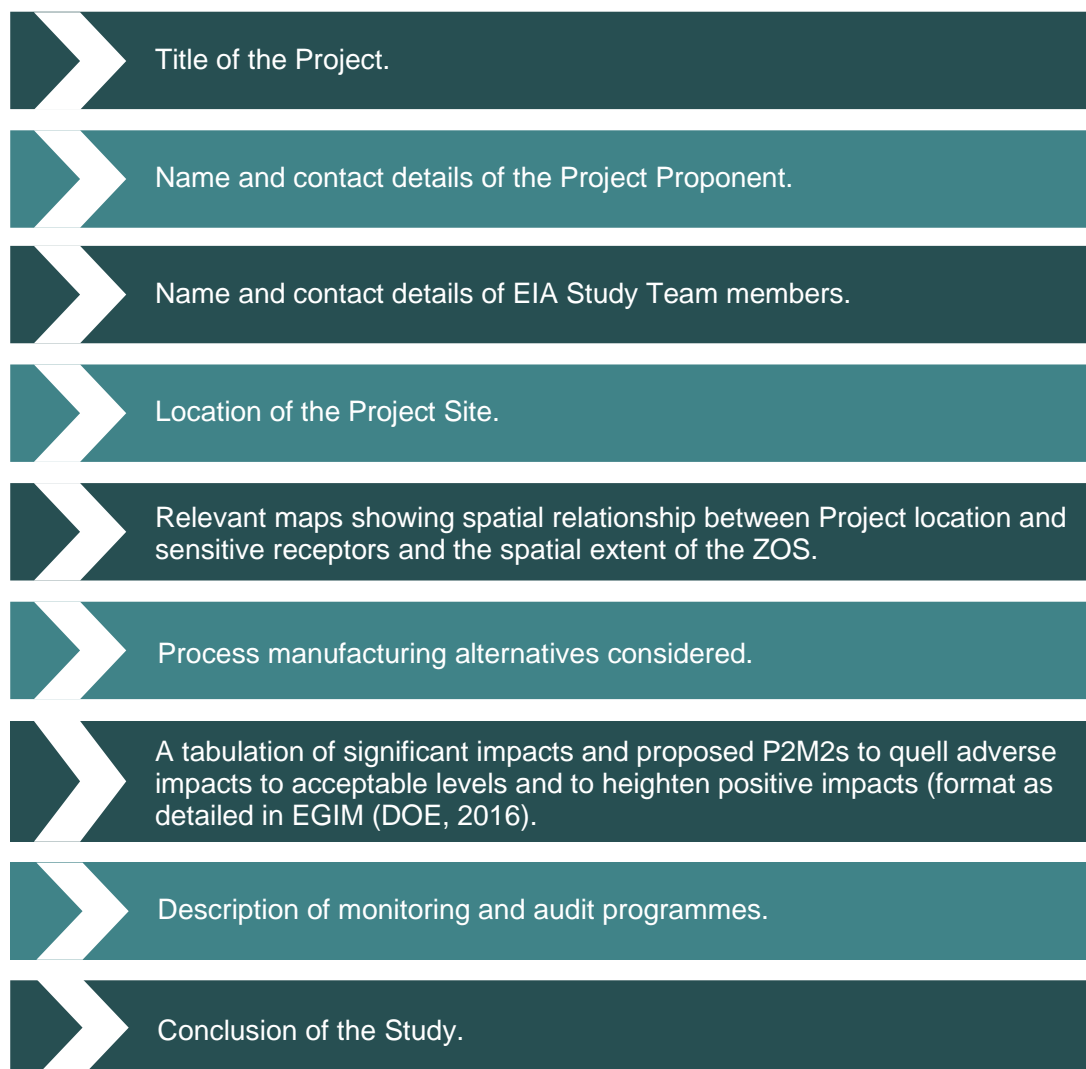 Title of the Project.
Name and contact details of the Project Proponent.
Name and contact details of EIA Study Team members.
Location of the Project Site.
Relevant maps showing spatial relationship between Project location and
sensitive receptors and the spatial extent of the ZOS.
Process manufacturing alternatives considered.
A tabulation of significant impacts and proposed P2M2s to quell adverse
impacts to acceptable levels and to heighten positive impacts (format as
detailed in EGIM (DOE, 2016).
Description of monitoring and audit programmes.
Conclusion of the Study.